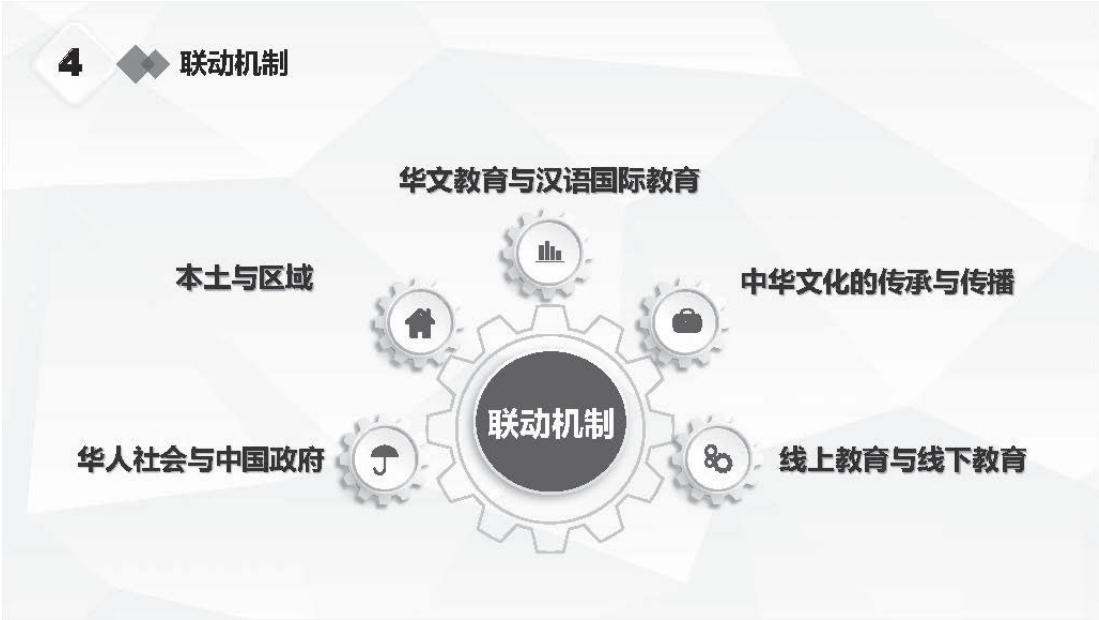 4 联动机制
华文教育与汉语国际教育
本土与区域
中华文化的传承与传播
联动机制
华人社会与中国政府
线上教育与线下教育